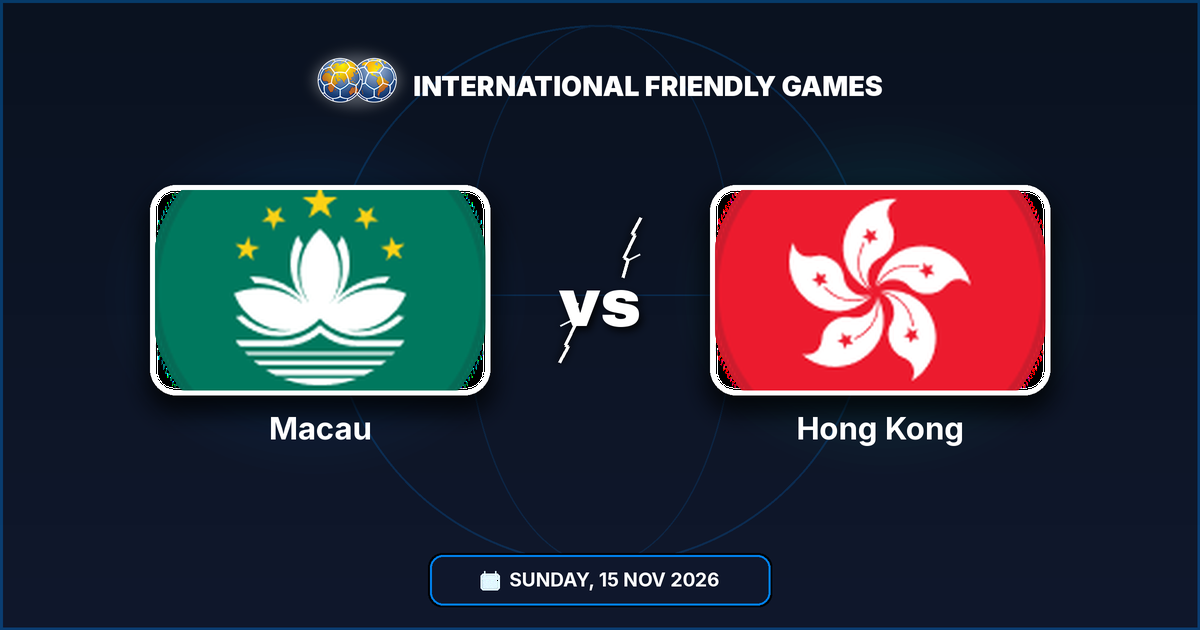 INTERNATIONAL FRIENDLY GAMES
vs
Macau
Hong Kong
SUNDAY, 15 NOV 2026